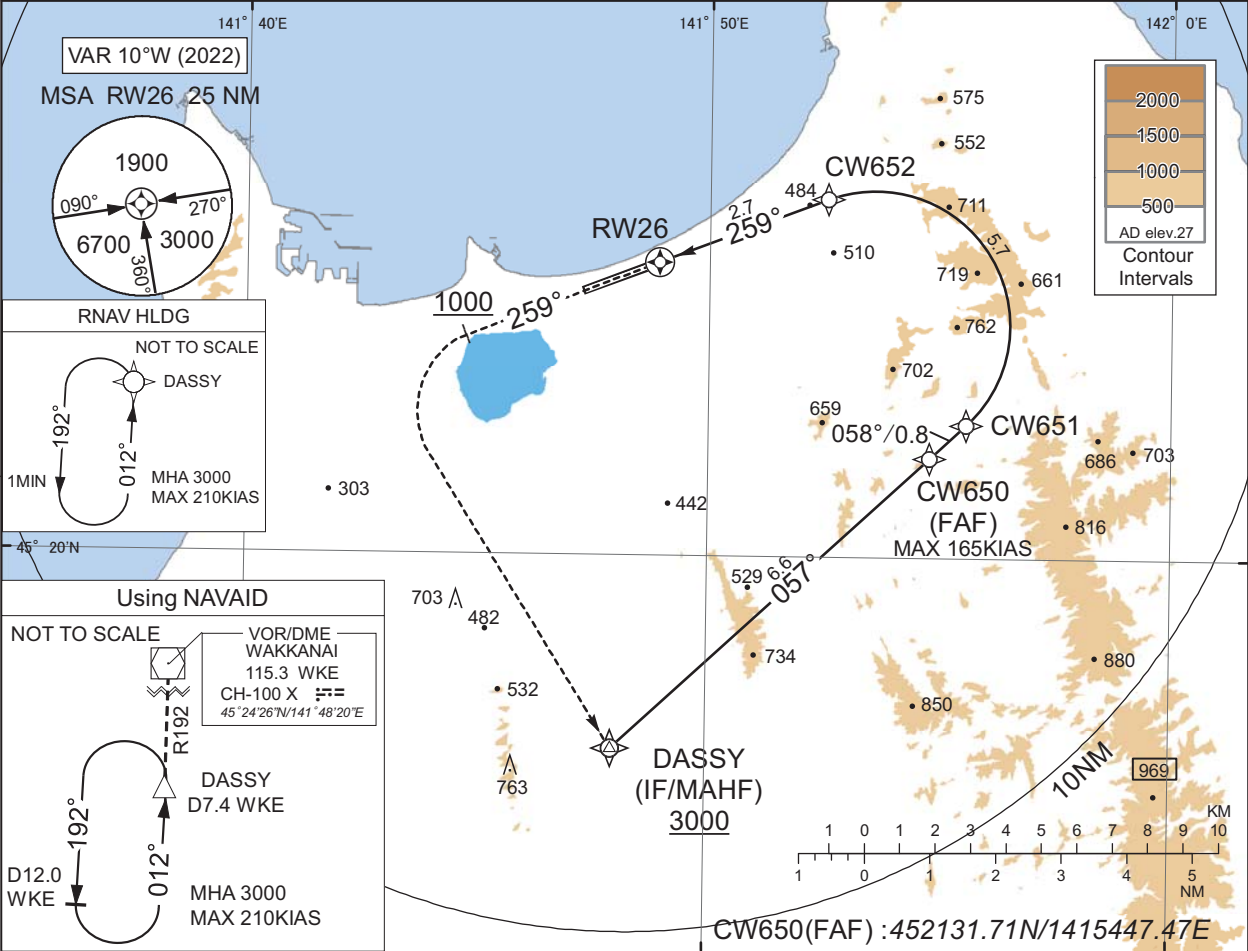 141° 40'E
141° 50'E
142° 0'E
VAR 10°W (2022)
MSA RW26 25 NM
1900
090°
270°
6700
3000
360°
RNAV HLDG
NOT TO SCALE
DASSY
192°
012°
1MIN
MHA 3000
MAX 210KIAS
45° 20'N
Using NAVAID
NOT TO SCALE
VOR/DME
WAKKANAI
115.3 WKE
CH-100 X
45°24'26"N/141°48'20"E
R192
DASSY
D7.4 WKE
192°
012°
D12.0
WKE
MHA 3000
MAX 210KIAS
2000
1500
1000
500
AD elev.27
Contour
Intervals
575
552
CW652
484
2.7
259°
711
RW26
510
5.7
719
661
1000
259°
762
702
659
058°/0.8
CW651
686
703
CW650
(FAF)
MAX 165KIAS
303
442
816
529
6.6
057°
703
482
734
880
532
850
DASSY
(IF/MAHF)
3000
763
10NM
969
KM
1 0 1 2 3 4 5 6 7 8 9 10
1 0 1 2 3 4 5
NM
CW650(FAF) :452131.71N/1415447.47E